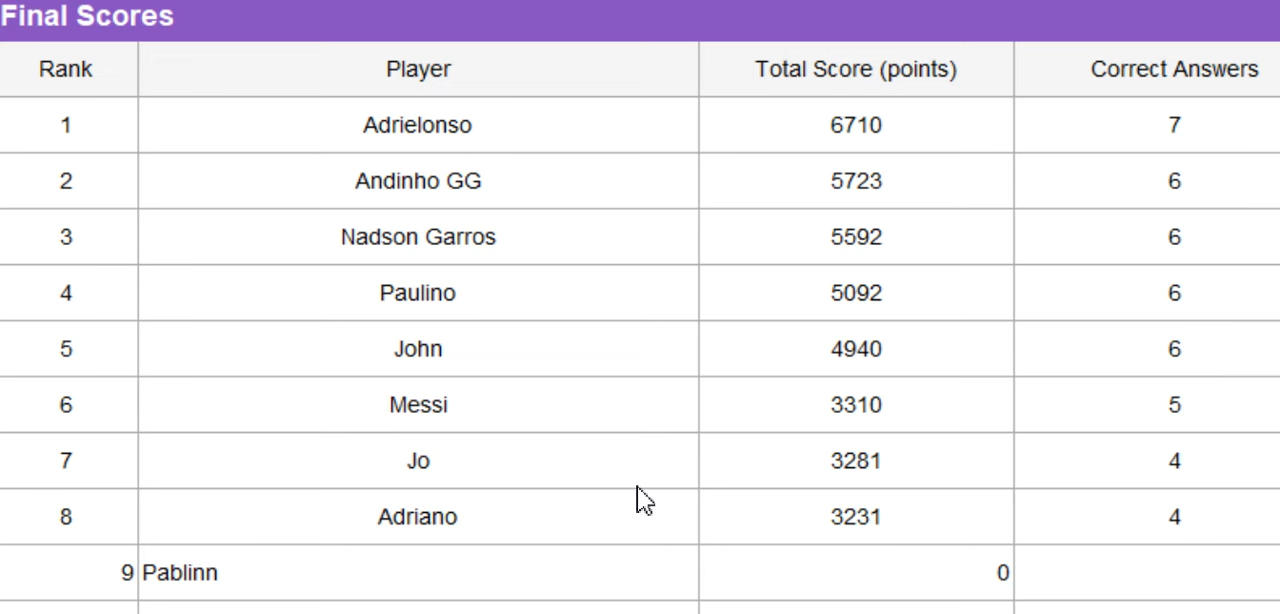 Final Scores
Rank Player Total Score (points) Correct Answers
1 Adrielonso 6710 7
2 Andinho GG 5723 6
3 Nadson Garros 5592 6
4 Paulino 5092 6
5 John 4940 6
6 Messi 3310 5
7 Jo 3281 4
8 Adriano 3231 4
9 Pablinn 0